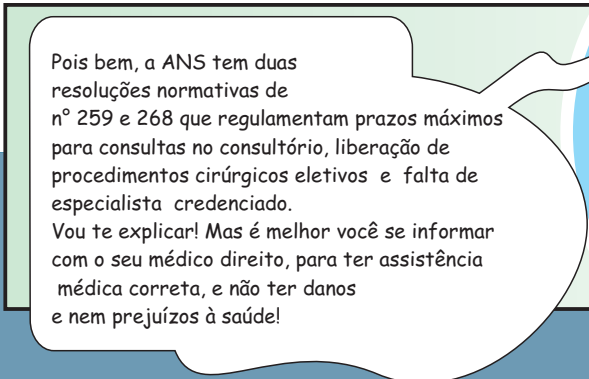 Pois bem, a ANS tem duas
resoluções normativas de
n° 259 e 268 que regulamentam prazos máximos
para consultas no consultório, liberação de
procedimentos cirúrgicos eletivos e falta de
especialista credenciado.
Vou te explicar! Mas é melhor você se informar
com o seu médico direito, para ter assistência
médica correta, e não ter danos
e nem prejuízos à saúde!